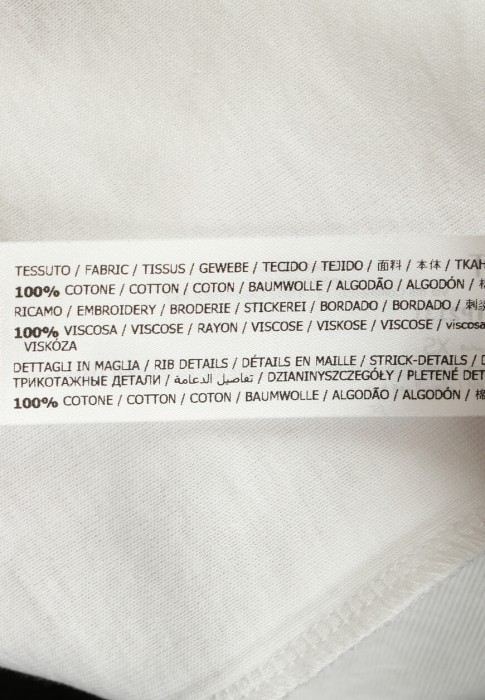 TESSUTO / FABRIC / TISSUS / GEWEBE / TECIDO / TEJIDO / 面料 / 本体 / TKAH
100% COTONE / COTTON / COTON / BAUMWOLLE / ALGODÃO / ALGODÓN /
RICAMO / EMBROIDERY / BRODERIE / STICKEREI / BORDADO / BORDADO /
100% VISCOSA / VISCOSE / RAYON / VISCOSE / VISKOSE / VISCOSE / viscosa
VISKÓZA
DETTAGLI IN MAGLIA / RIB DETAILS / DÉTAILS EN MAILLE / STRICK-DETAILS /
ТРИКОТАЖНЫЕ ДЕТАЛИ / تفاصيل الدعامة / DZIANINYSZCZEGÓŁY / PLETENÉ DET
100% COTONE / COTTON / COTON / BAUMWOLLE / ALGODÃO / ALGODÓN / 棉